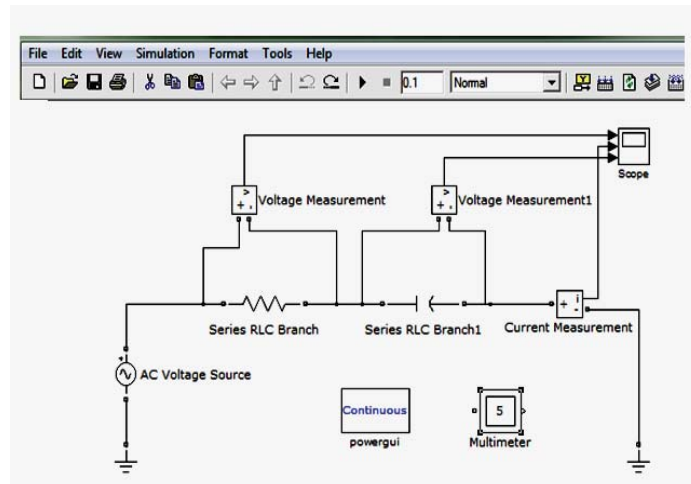 File Edit View Simulation Format Tools Help
0.1 Normal
Scope
Voltage Measurement Voltage Measurement1
+ - + -
+ i -
Series RLC Branch Series RLC Branch1 Current Measurement
AC Voltage Source
Continuous 5
powergui Multimeter